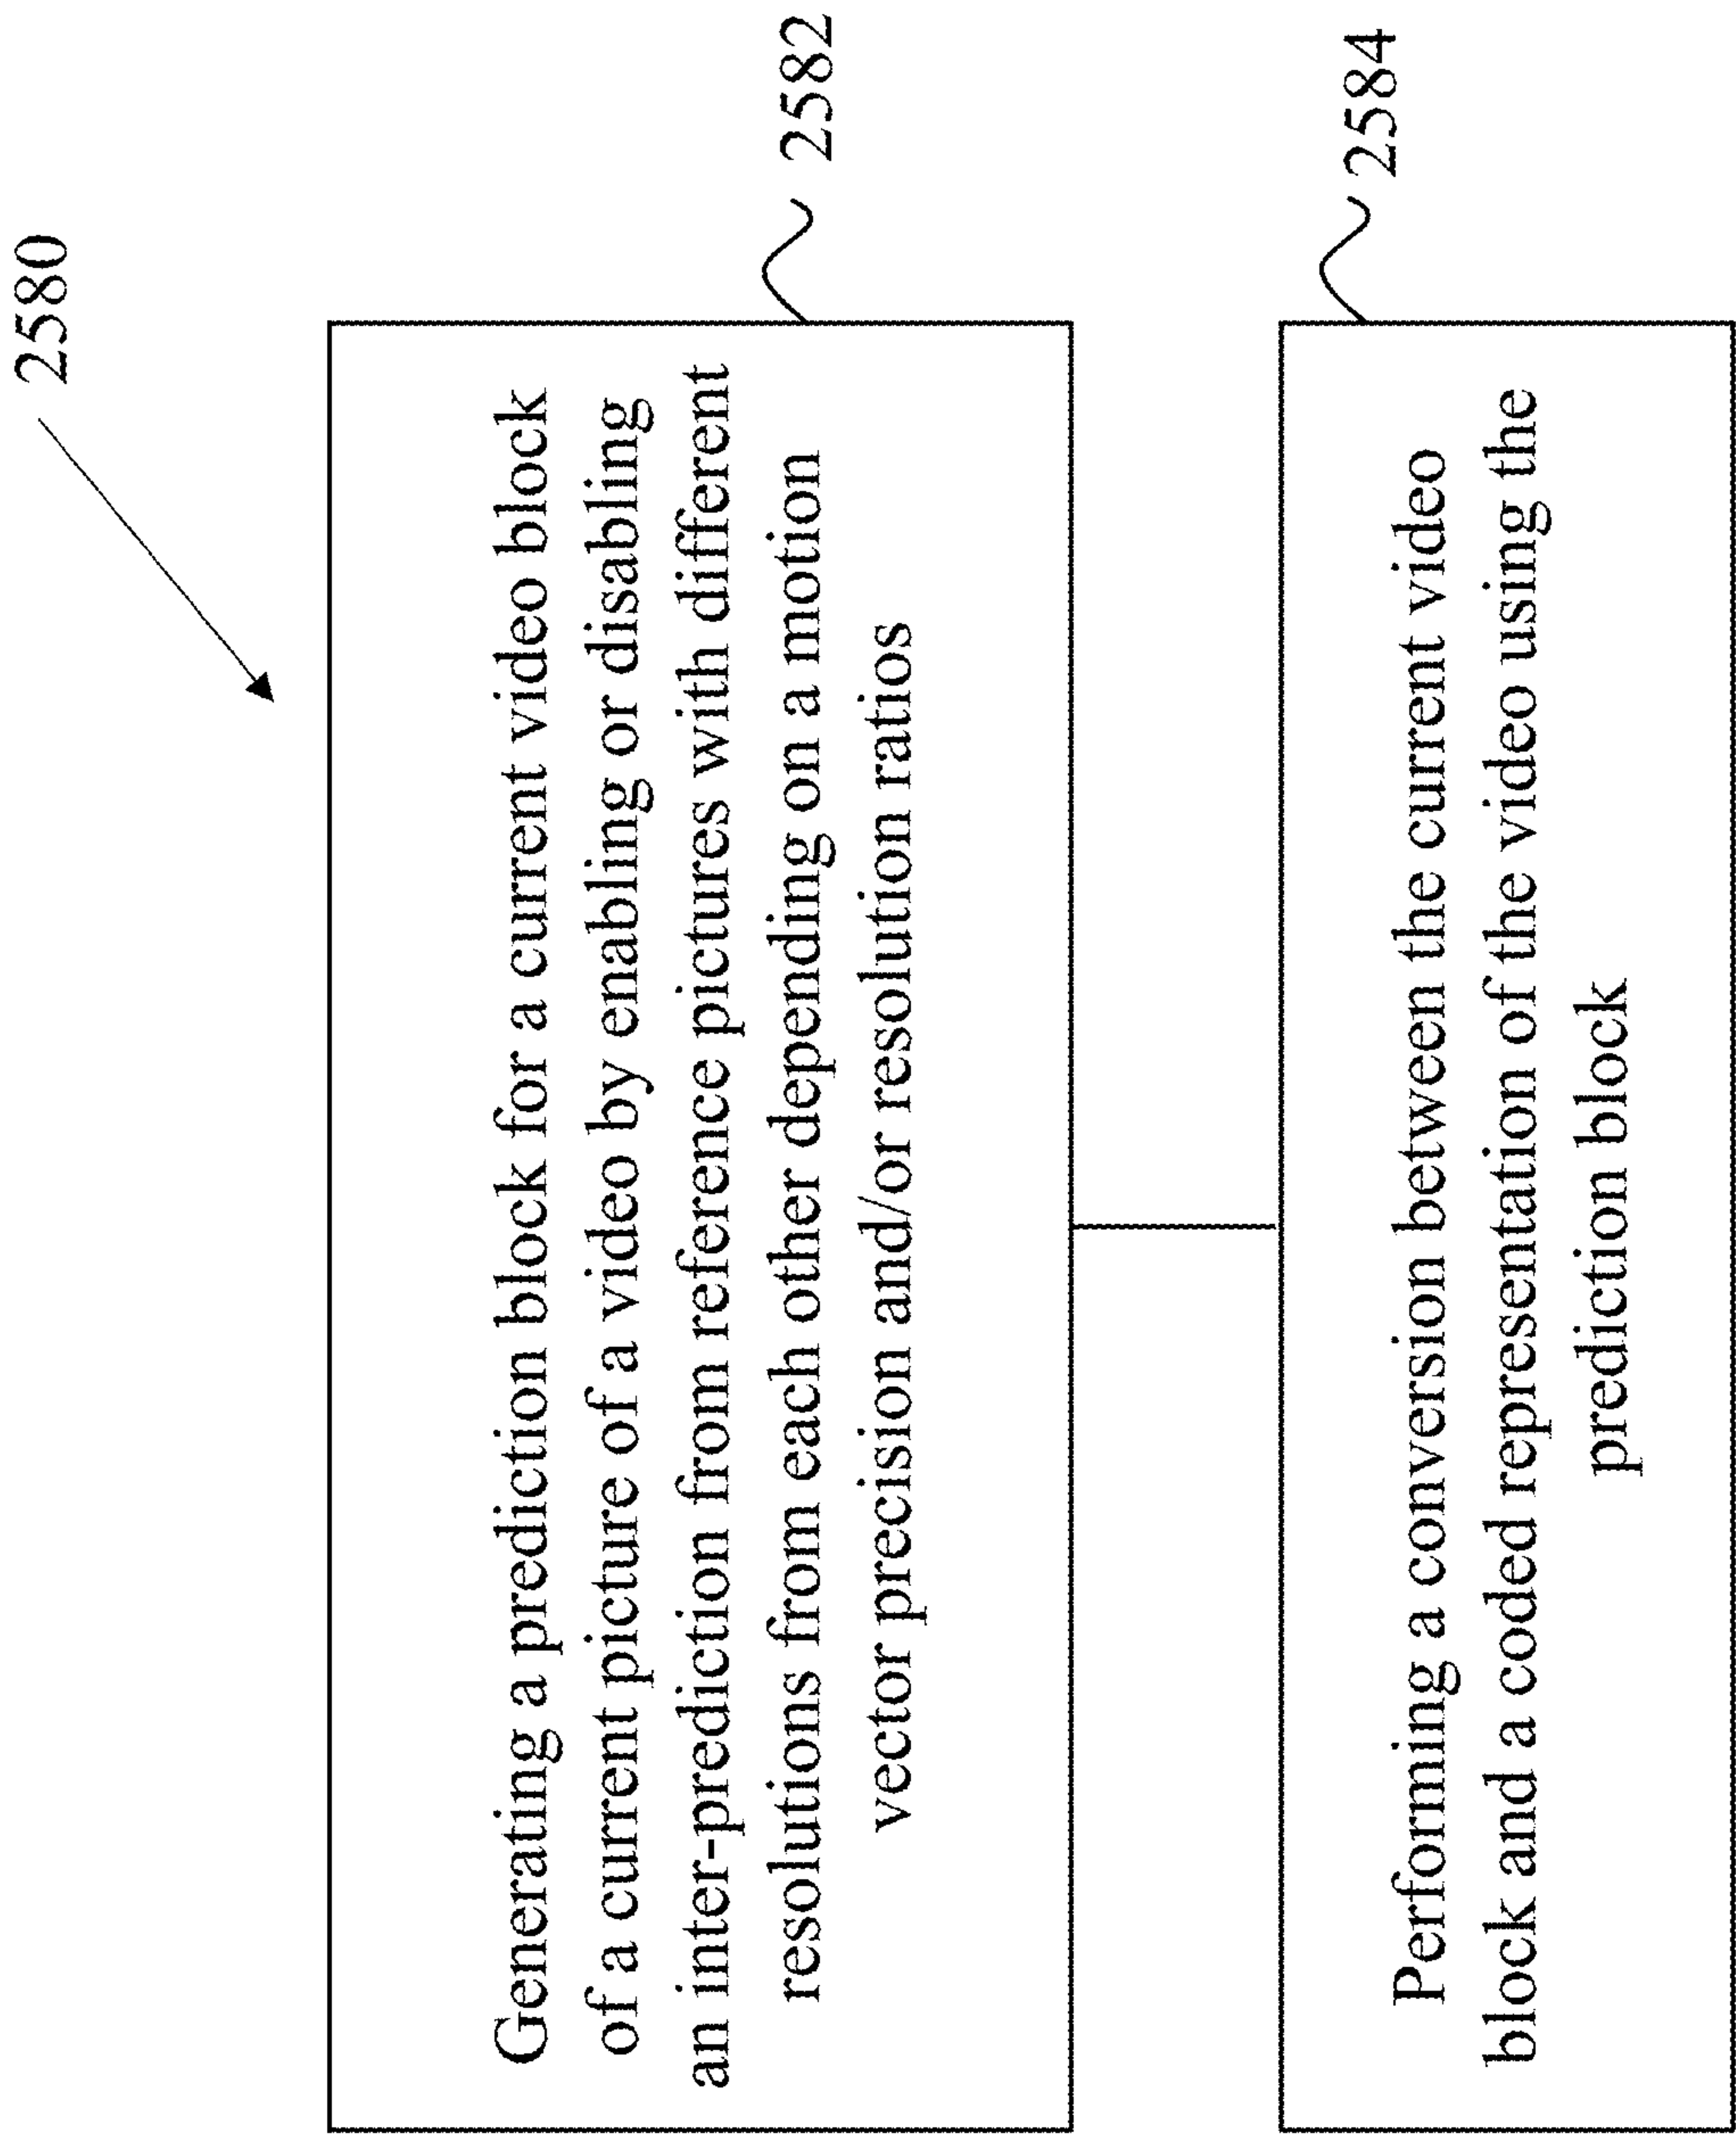 2580
Generating a prediction block for a current video block
of a current picture of a video by enabling or disabling
an inter-prediction from reference pictures with different
resolutions from each other depending on a motion
vector precision and/or resolution ratios
2582
Performing a conversion between the current video
block and a coded representation of the video using the
prediction block
2584